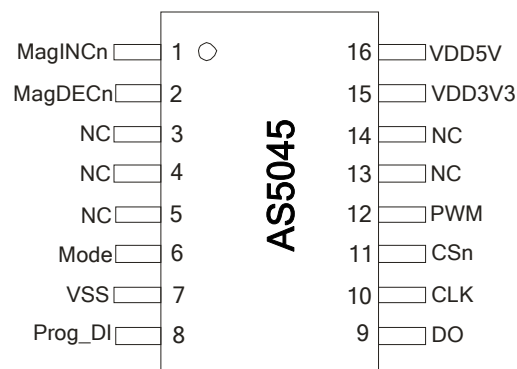 MagINCn 1 16 VDD5V
MagDECn 2 15 VDD3V3
NC 3 14 NC
NC 4 13 NC
NC 5 12 PWM
Mode 6 11 CSn
VSS 7 10 CLK
Prog_DI 8 9 DO
AS5045